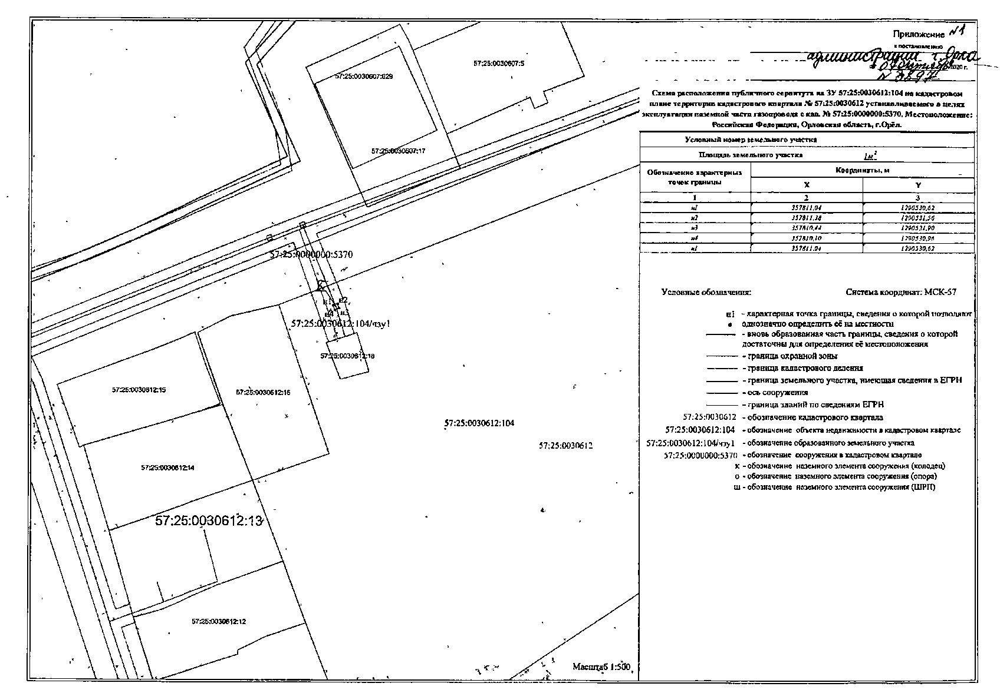 Приложение №1
к постановлению
администрации г. Орла
2020 г.
Схема расположения публичного сервитута на ЗУ 57:25:0030612:104 на кадастровом
плане территории кадастрового квартала № 57:25:0030612 устанавливаемого в целях
эксплуатации наземной части газопровода с кад. № 57:25:0000000:5370. Местоположение:
Российская Федерация, Орловская область, г.Орёл.
Условный номер земельного участка
Площадь земельного участка 1м²
Обозначение характерных точек границы Координаты, м
X Y
1 2 3
н1 357811,04 1290530,62
н2 357811,38 1290531,56
н3 357810,44 1290531,90
н4 357810,10 1290530,96
н1 357811,04 1290530,62
Условные обозначения: Система координат: МСК-57
н1 - характерная точка границы, сведения о которой позволяют
однозначно определить её на местности
- вновь образованная часть границы, сведения о которой
достаточны для определения её местоположения
- граница охранной зоны
- граница кадастрового деления
- граница земельного участка, имеющая сведения в ЕГРН
- ось сооружения
- граница зданий по сведениям ЕГРН
57:25:0030612 - обозначение кадастрового квартала
57:25:0030612:104 - обозначение объекта недвижимости в кадастровом квартале
57:25:0030612:104/чзу1 - обозначение образованного земельного участка
57:25:0000000:5370 - обозначение сооружения в кадастровом квартале
к - обозначение наземного элемента сооружения (колодец)
о - обозначение наземного элемента сооружения (опора)
ш - обозначение наземного элемента сооружения (ШРП)
57:25:0030607:5
57:25:0030607:829
57:25:0030607:17
57:25:0000000:5370
н1 н2
н4 н3
57:25:0030612:104/чзу1
57:25:0030612:18
57:25:0030612:15
57:25:0030612:16
57:25:0030612:104
57:25:0030612
57:25:0030612:14
57:25:0030612:13
57:25:0030612:12
Масштаб 1:500